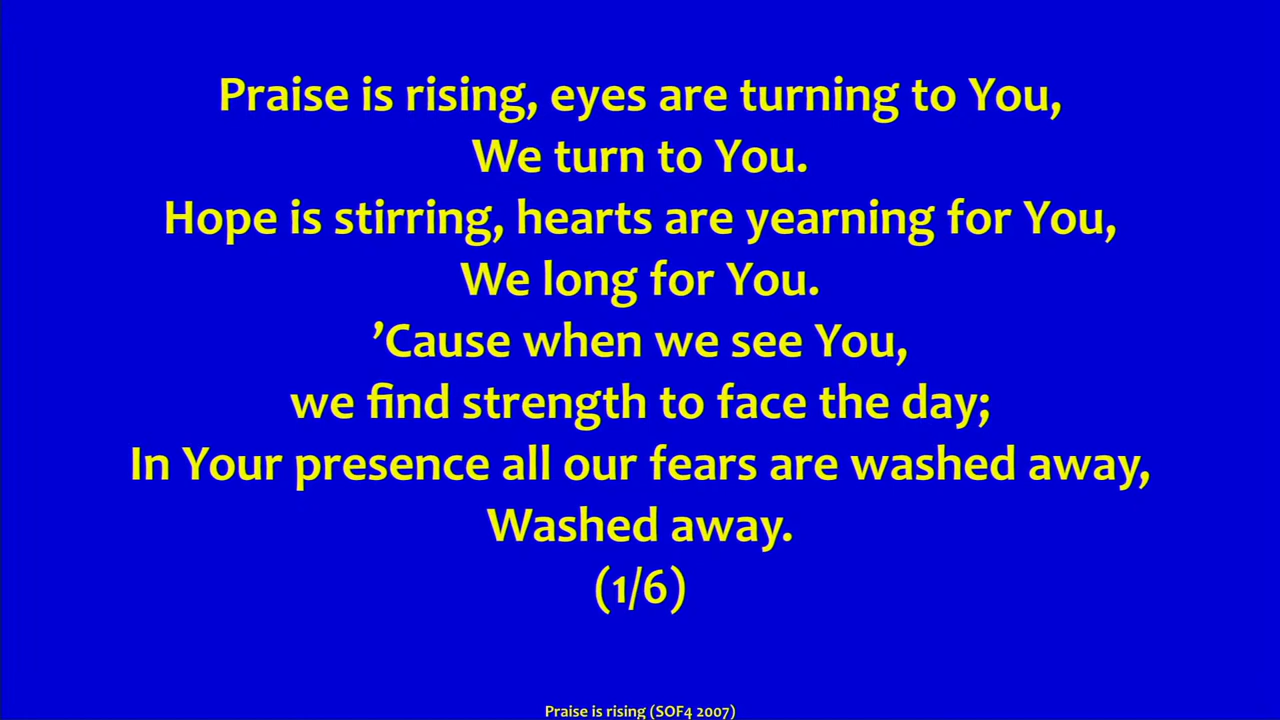 Praise is rising, eyes are turning to You,
We turn to You.
Hope is stirring, hearts are yearning for You,
We long for You.
’Cause when we see You,
we find strength to face the day;
In Your presence all our fears are washed away,
Washed away.
(1/6)
Praise is rising (SOF4 2007)